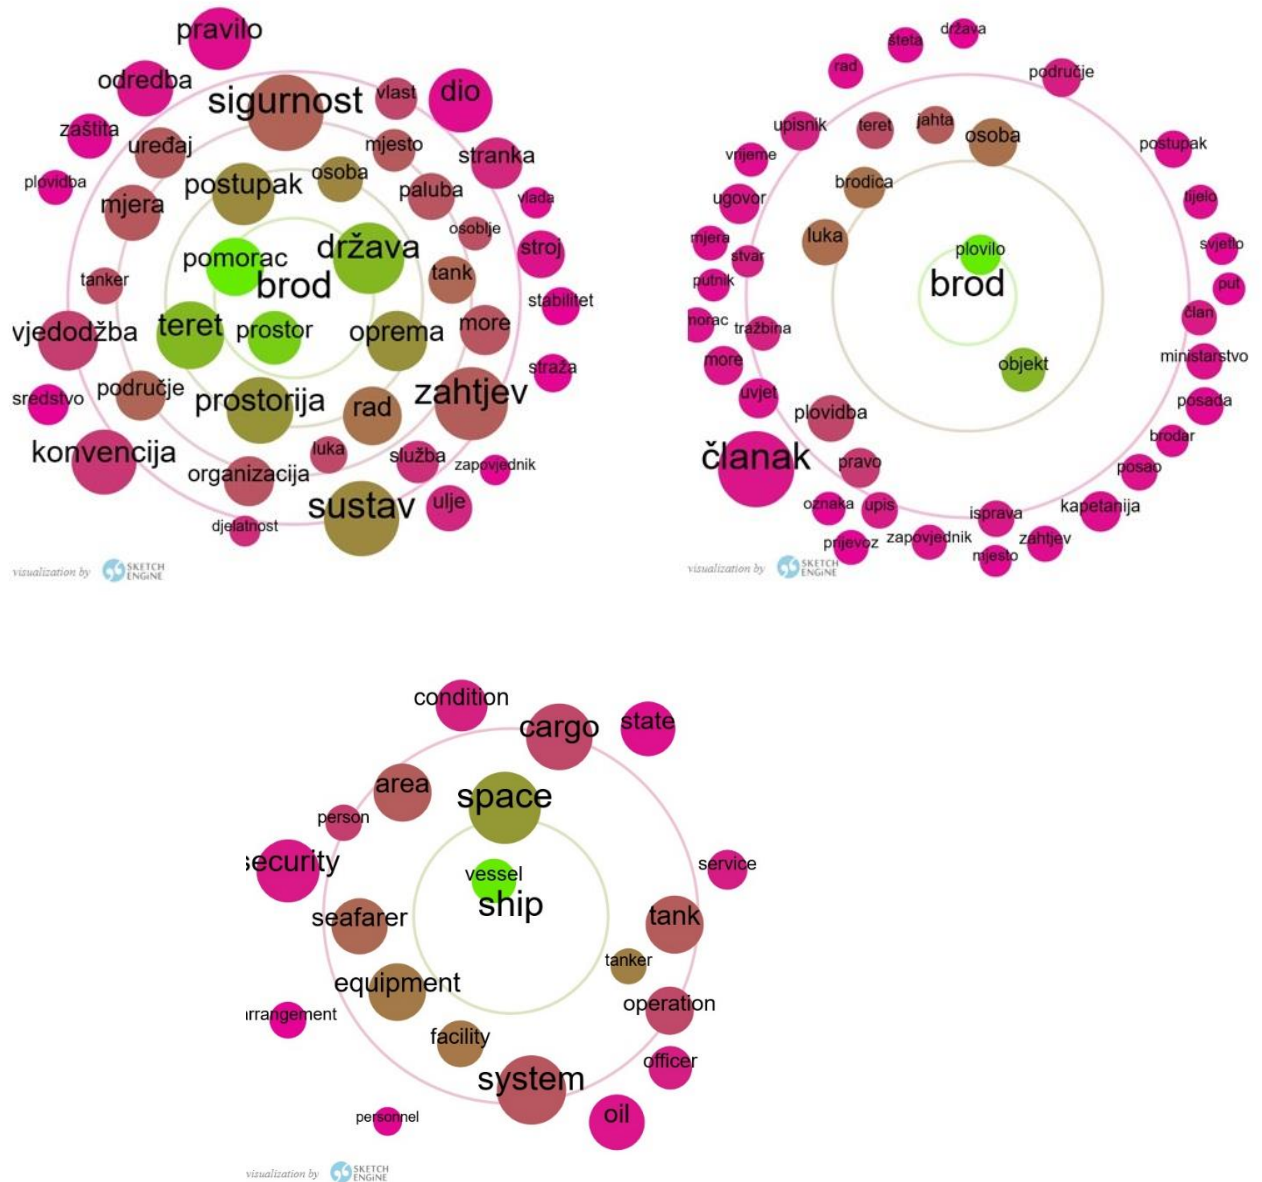 pravilo
odredba
dio
sigurnost
vlast
zaštita
uređaj
mjesto
stranka
plovidba
postupak
osoba
paluba
vlada
mjera
osoblje
pomorac
država
stroj
tanker
brod
tank
stabilitet
vjedodžba
teret
prostor
oprema
more
straža
sredstvo
područje
prostorija
rad
zahtjev
konvencija
organizacija
luka
služba
zapovjednik
djelatnost
sustav
ulje
visualization by SKETCH ENGINE
država
šteta
rad
područje
upisnik
teret
jahta
osoba
postupak
vrijeme
brodica
ugovor
tijelo
luka
mjera
stvar
plovilo
svjetlo
putnik
brod
put
morac
tražbina
član
more
objekt
ministarstvo
uvjet
plovidba
posada
članak
pravo
brodar
posao
oznaka
upis
isprava
kapetanija
prijevoz
zapovjednik
mjesto
zahtjev
visualization by SKETCH ENGINE
condition
cargo
state
area
space
person
security
vessel
service
ship
seafarer
tank
equipment
tanker
arrangement
operation
facility
officer
system
personnel
oil
visualization by SKETCH ENGINE